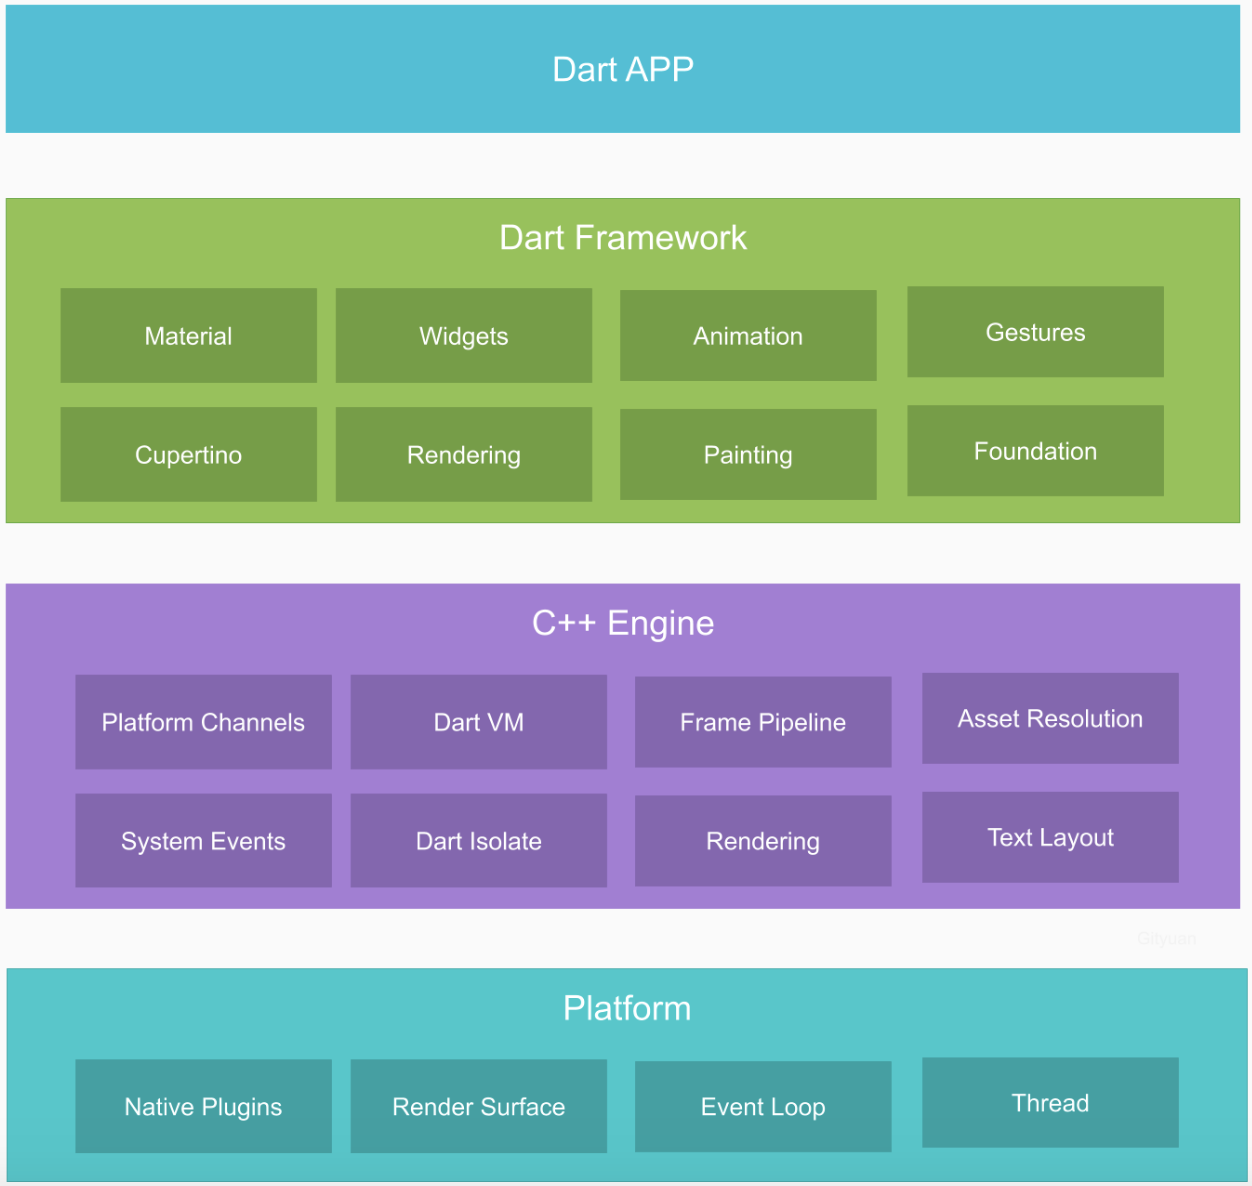 Dart APP
Dart Framework
Material
Widgets
Animation
Gestures
Cupertino
Rendering
Painting
Foundation
C++ Engine
Platform Channels
Dart VM
Frame Pipeline
Asset Resolution
System Events
Dart Isolate
Rendering
Text Layout
Gityuan
Platform
Native Plugins
Render Surface
Event Loop
Thread